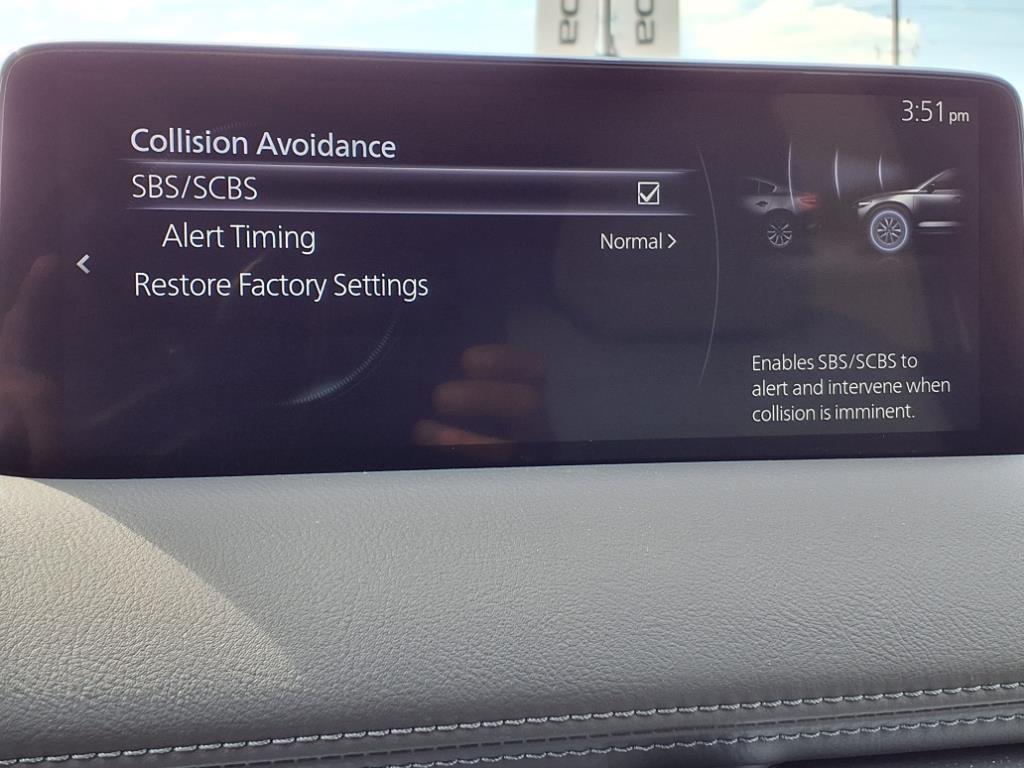 3:51 pm
Collision Avoidance
SBS/SCBS
Alert Timing
Normal >
Restore Factory Settings
Enables SBS/SCBS to
alert and intervene when
collision is imminent.